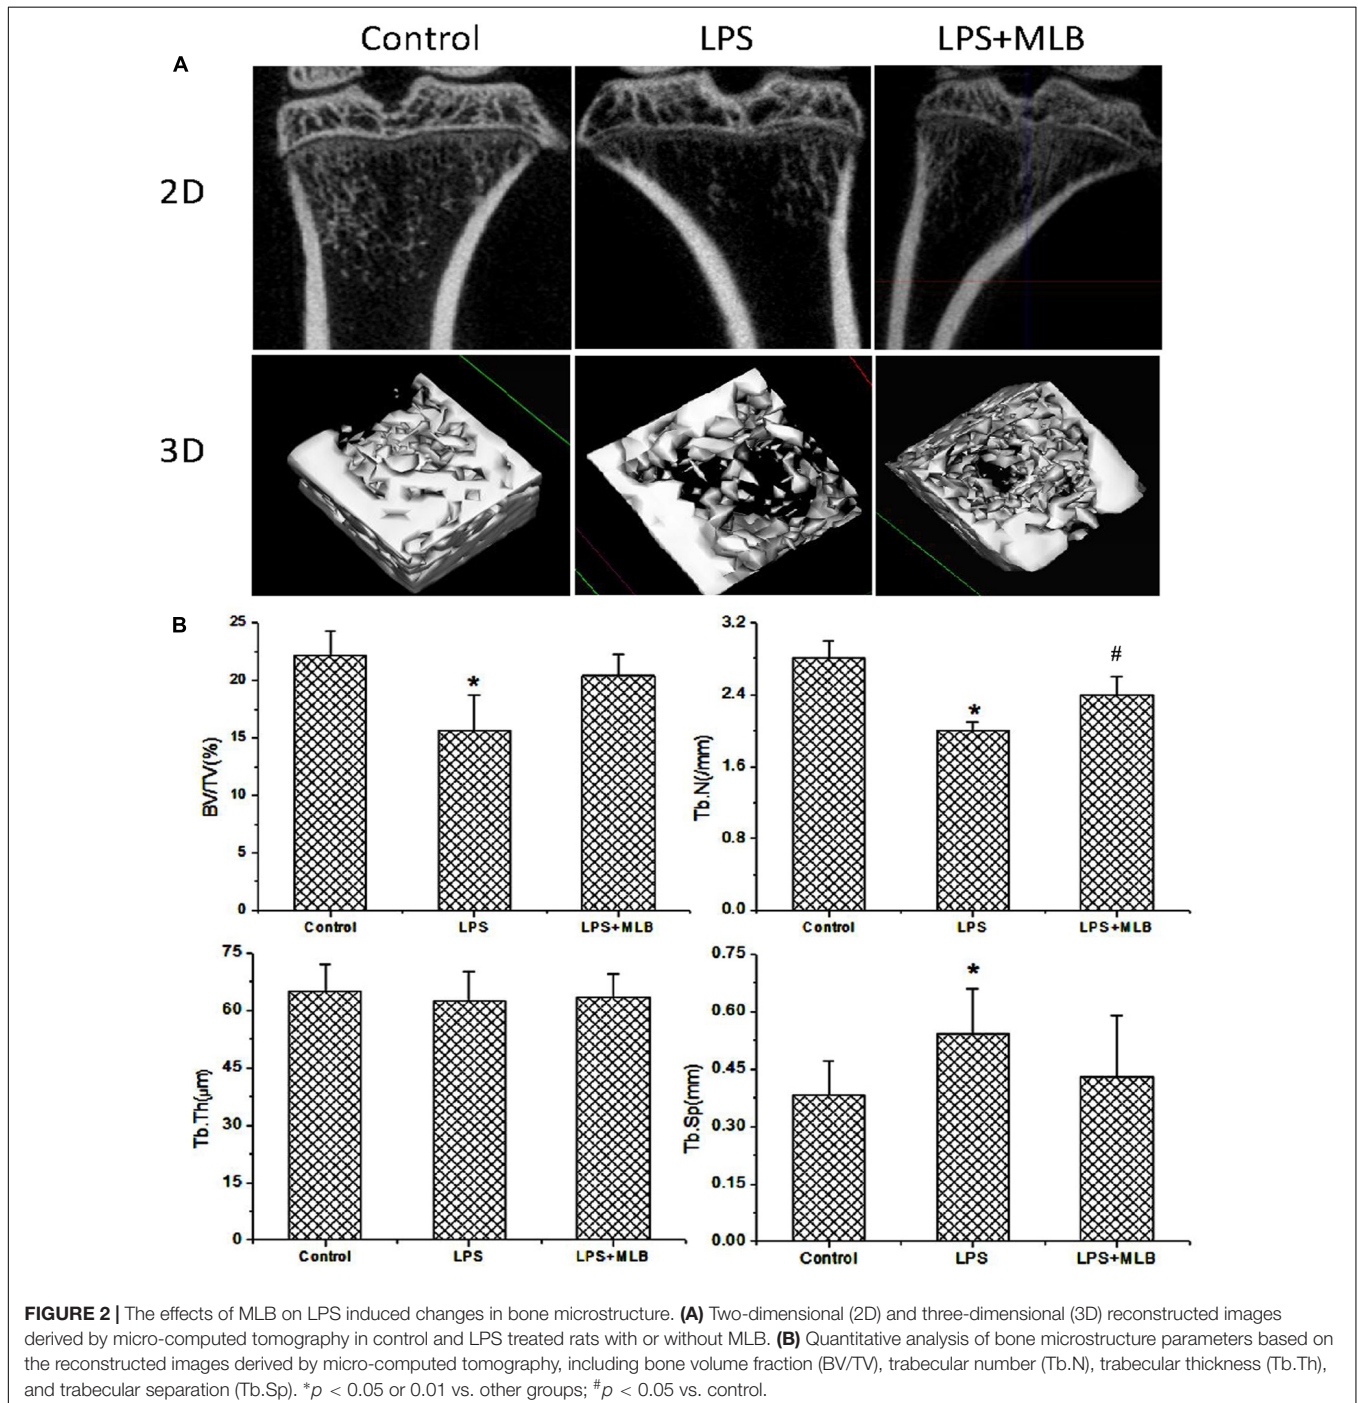 Control LPS LPS+MLB
A
2D
3D
B
25
20
15
10
5
0
BV/TV(%)
*
Control LPS LPS+MLB
3.2
2.4
1.6
0.8
0.0
Tb.N(/mm)
*
#
Control LPS LPS+MLB
75
60
45
30
15
0
Tb.Th(μm)
Control LPS LPS+MLB
0.75
0.60
0.45
0.30
0.15
0.00
Tb.Sp(mm)
*
Control LPS LPS+MLB
FIGURE 2 | The effects of MLB on LPS induced changes in bone microstucture. (A) Two-dimensional (2D) and three-dimensional (3D) reconstructed images
derived by micro-computed tomography in control and LPS treated rats with or without MLB. (B) Quantitative analysis of bone microstucture parameters based on
the reconstructed images derived by micro-computed tomography, including bone volume fraction (BV/TV), trabecular number (Tb.N), trabecular thickness (Tb.Th),
and trabecular separation (Tb.Sp). *p < 0.05 or 0.01 vs. other groups; #p < 0.05 vs. control.